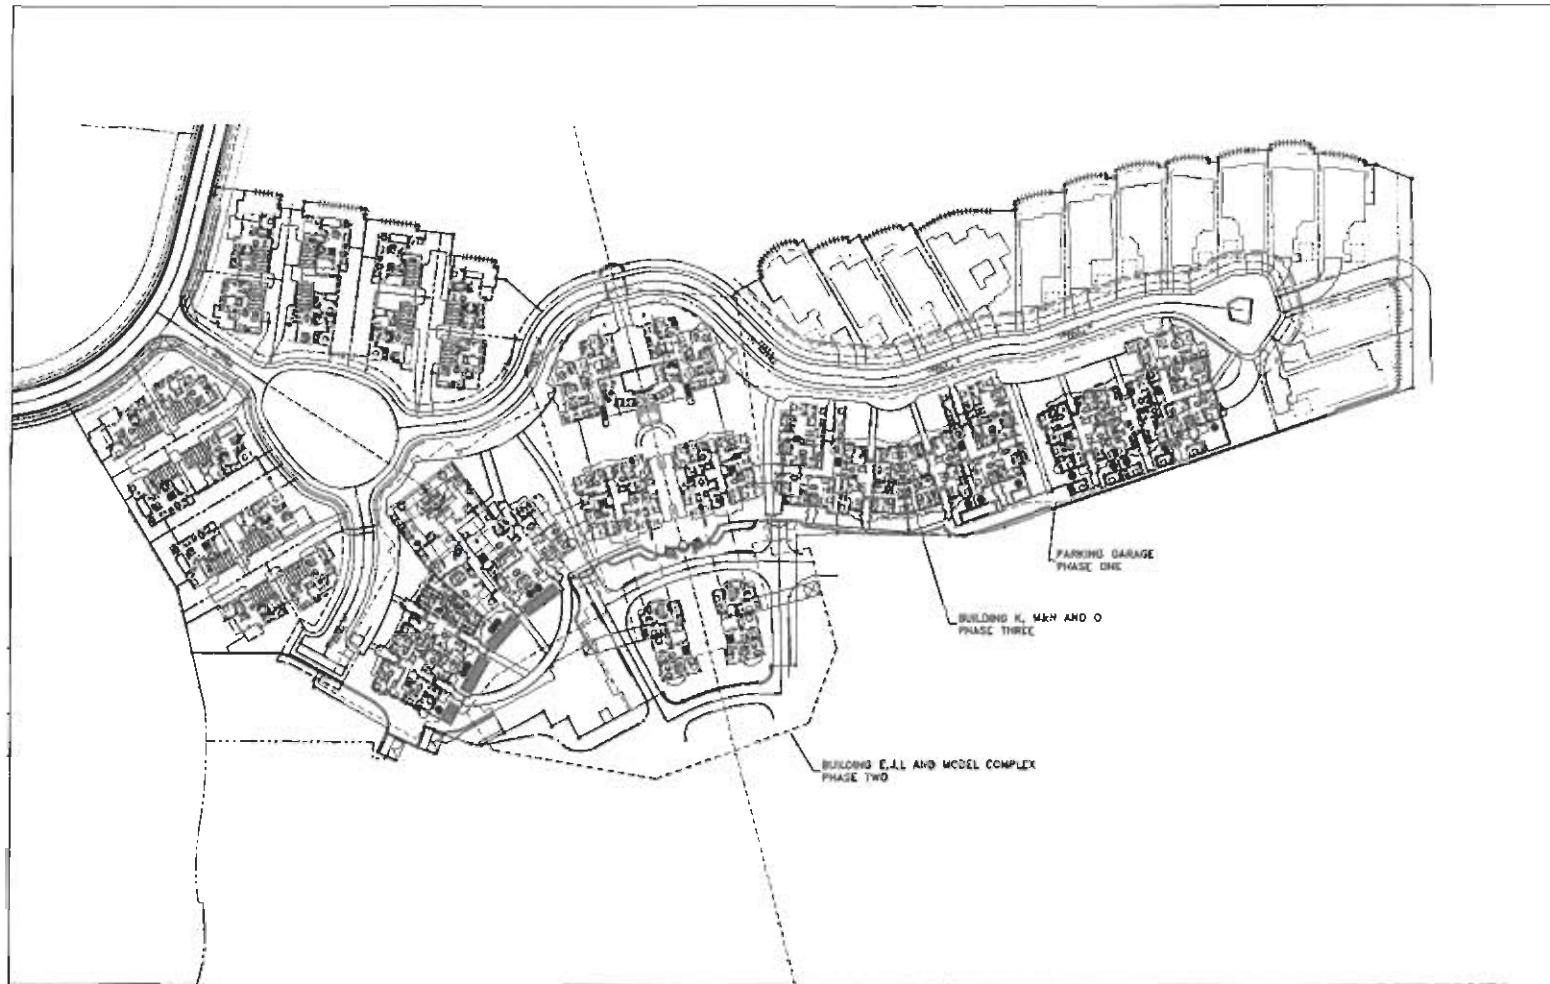 PARKING GARAGE
PHASE ONE
BUILDING K, M&N AND O
PHASE THREE
BUILDING E,J,L AND MODEL COMPLEX
PHASE TWO